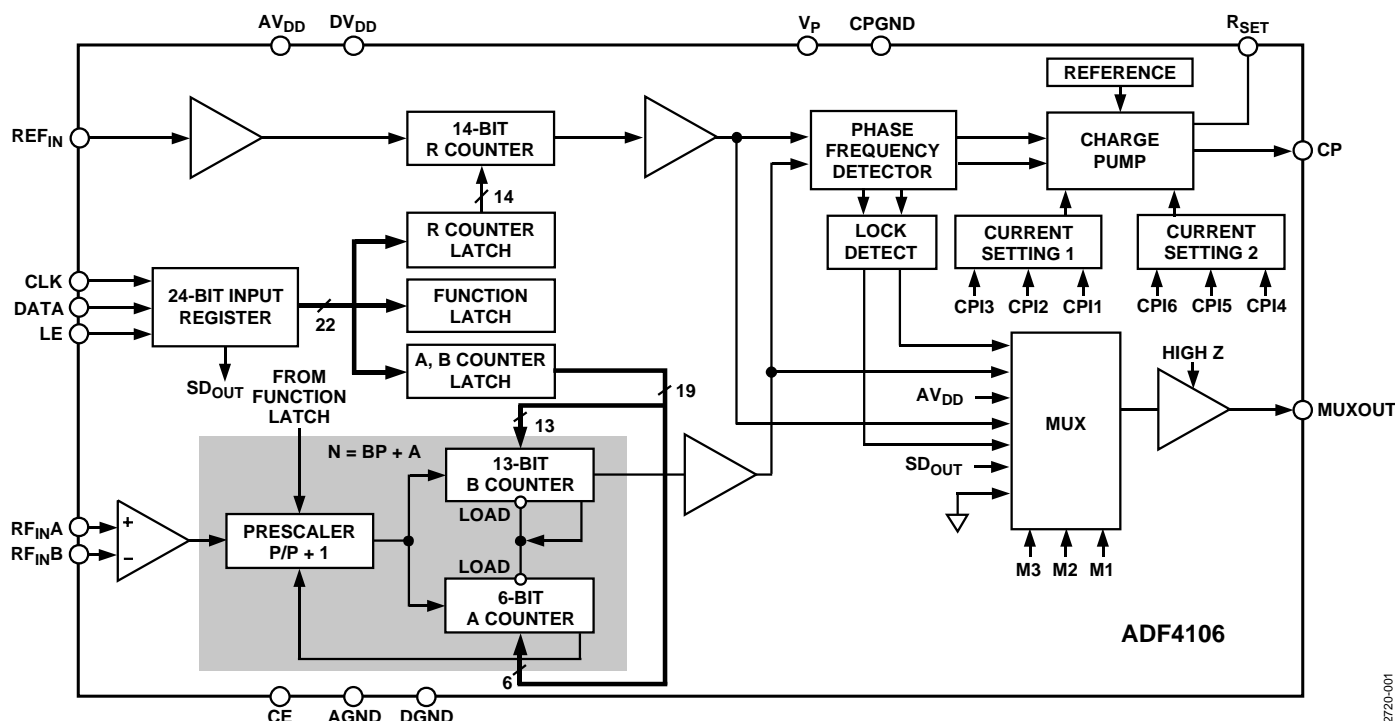 AVDD
DVDD
VP
CPGND
RSET
REFERENCE
REFIN
14-BIT
R COUNTER
PHASE
FREQUENCY
DETECTOR
CHARGE
PUMP
CP
14
R COUNTER
LATCH
LOCK
DETECT
CURRENT
SETTING 1
CURRENT
SETTING 2
CLK
DATA
LE
24-BIT INPUT
REGISTER
22
FUNCTION
LATCH
CPI3
CPI2
CPI1
CPI6
CPI5
CPI4
A, B COUNTER
LATCH
SDOUT
FROM
FUNCTION
LATCH
19
13
HIGH Z
AVDD
MUX
MUXOUT
N = BP + A
13-BIT
B COUNTER
SDOUT
LOAD
RFINA
RFINB
+
–
PRESCALER
P/P + 1
LOAD
6-BIT
A COUNTER
M3
M2
M1
6
ADF4106
CE
AGND
DGND
2720-001